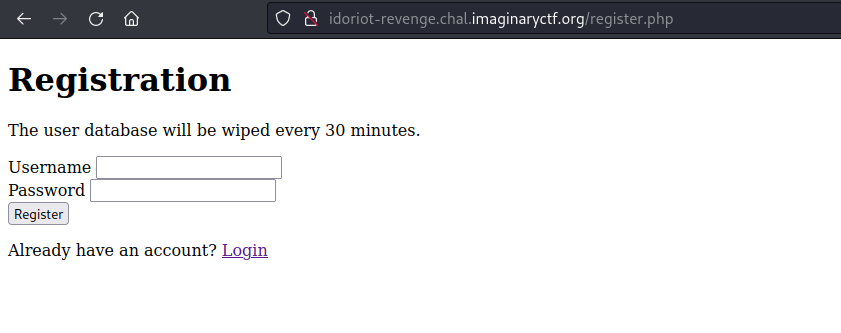 idoriot-revenge.chal.imaginaryctf.org/register.php
Registration
The user database will be wiped every 30 minutes.
Username
Password
Register
Already have an account? Login